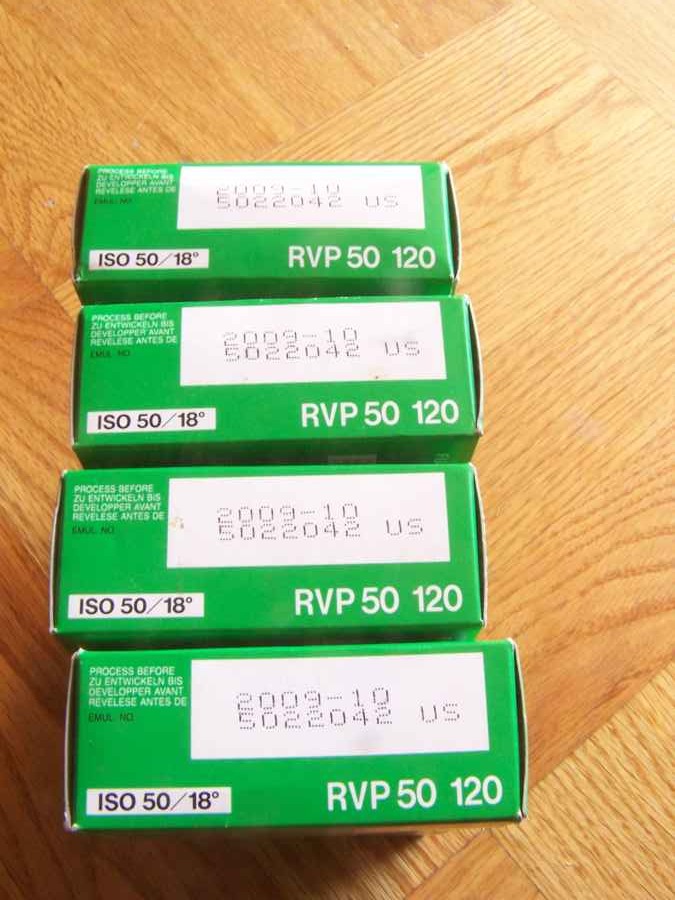 PROCESS BEFORE
ZU ENTWICKELN BIS
DEVELOPPER AVANT
REVELESE ANTES DE
EMUL. NO.
2009-10
5022042 US
ISO 50/18°
RVP 50 120
PROCESS BEFORE
ZU ENTWICKELN BIS
DEVELOPPER AVANT
REVELESE ANTES DE
EMUL. NO.
2009-10
5022042 US
ISO 50/18°
RVP 50 120
PROCESS BEFORE
ZU ENTWICKELN BIS
DEVELOPPER AVANT
REVELESE ANTES DE
EMUL. NO.
2009-10
5022042 US
ISO 50/18°
RVP 50 120
PROCESS BEFORE
ZU ENTWICKELN BIS
DEVELOPPER AVANT
REVELESE ANTES DE
EMUL. NO.
2009-10
5022042 US
ISO 50/18°
RVP 50 120